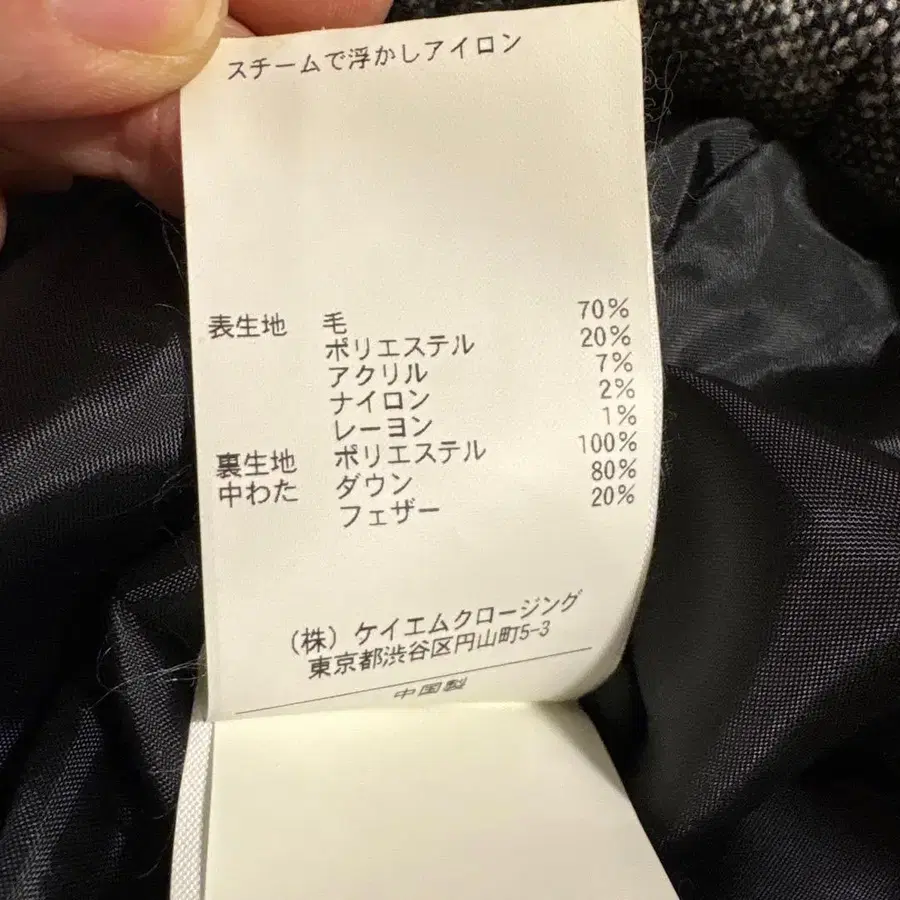 スチームで浮かしアイロン
表生地 毛 70%
ポリエステル 20%
アクリル 7%
ナイロン 2%
レーヨン 1%
裏生地 ポリエステル 100%
中わた ダウン 80%
フェザー 20%
（株）ケイエムクロージング
東京都渋谷区円山町5-3
中国製